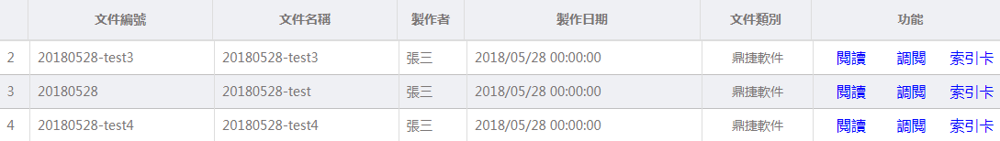 文件編號 文件名稱 製作者 製作日期 文件類別 功能
2 20180528-test3 20180528-test3 張三 2018/05/28 00:00:00 鼎捷軟件 閱讀 調閱 索引卡
3 20180528 20180528-test 張三 2018/05/28 00:00:00 鼎捷軟件 閱讀 調閱 索引卡
4 20180528-test4 20180528-test4 張三 2018/05/28 00:00:00 鼎捷軟件 閱讀 調閱 索引卡